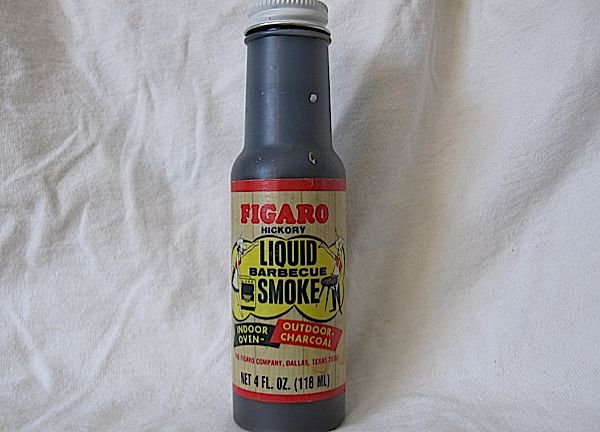 FIGARO
HICKORY
LIQUID
BARBECUE
SMOKE
INDOOR
OVEN-
OUTDOOR-
CHARCOAL
THE FIGARO COMPANY, DALLAS, TEXAS
NET 4 FL. OZ. (118 ML)